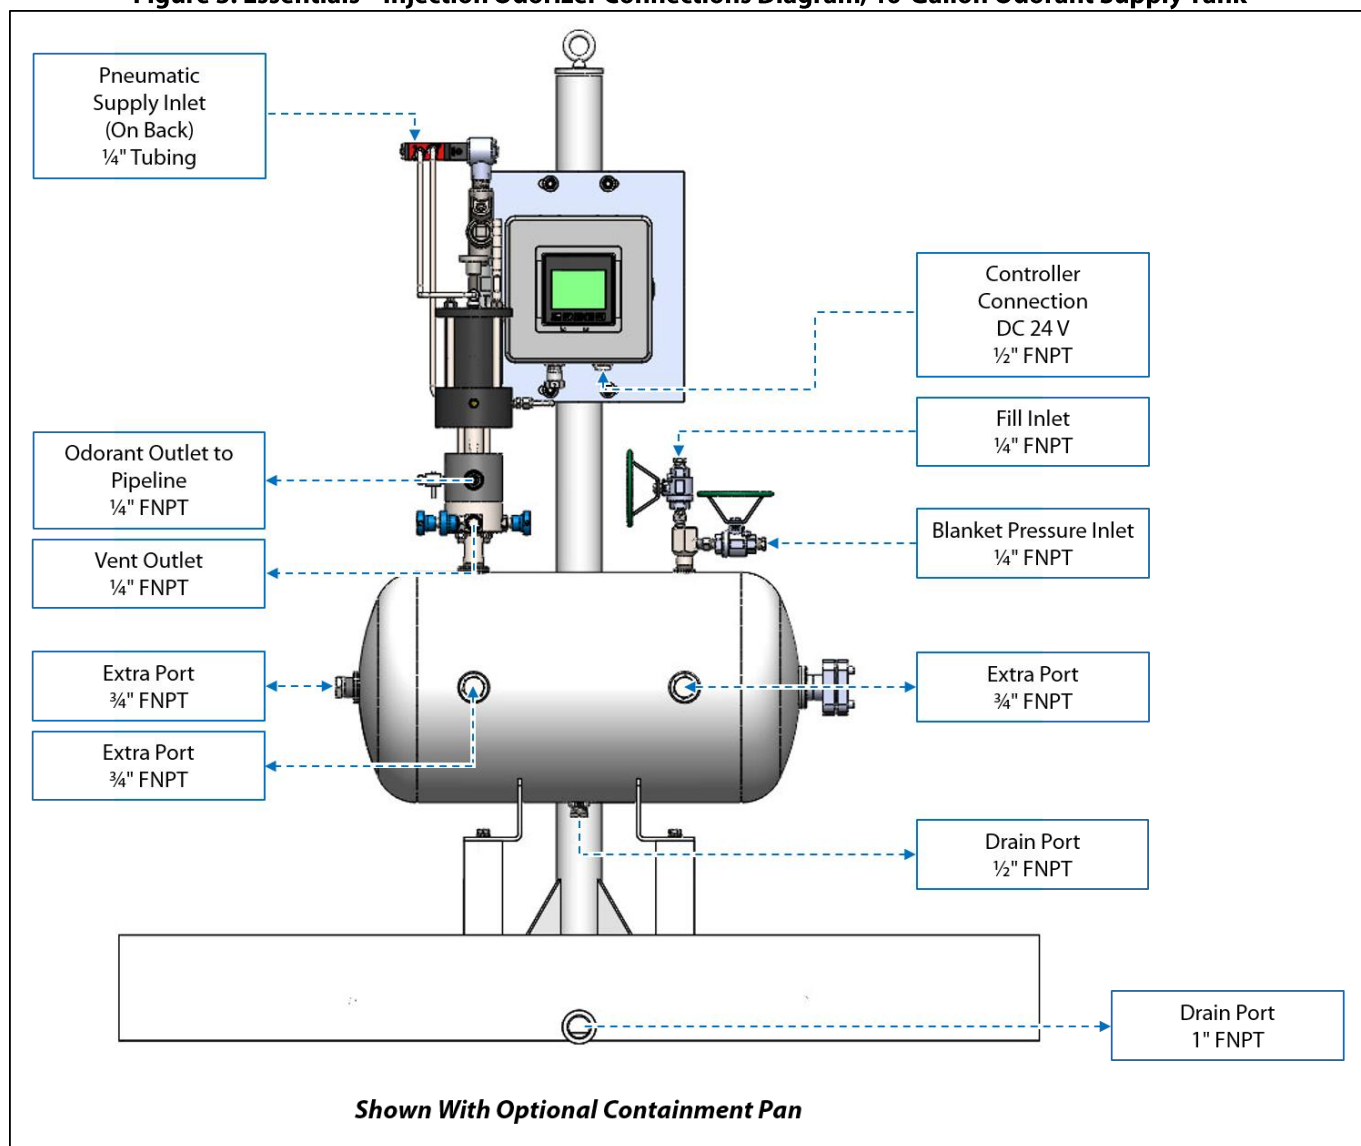 Pneumatic
Supply Inlet
(On Back)
¼" Tubing
Controller
Connection
DC 24 V
½" FNPT
Fill Inlet
¼" FNPT
Odorant Outlet to
Pipeline
¼" FNPT
Blanket Pressure Inlet
¼" FNPT
Vent Outlet
¼" FNPT
Extra Port
¾" FNPT
Extra Port
¾" FNPT
Extra Port
¾" FNPT
Drain Port
½" FNPT
Drain Port
1" FNPT
Shown With Optional Containment Pan